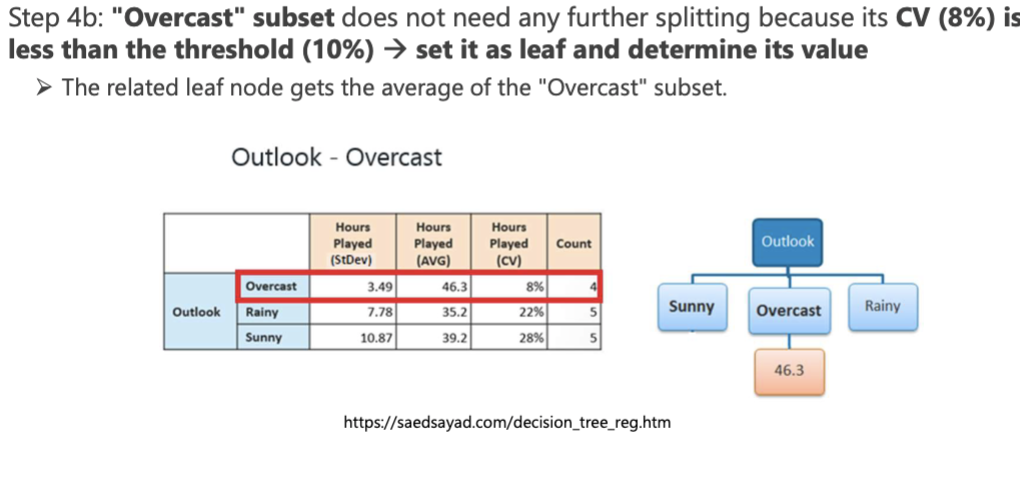 Step 4b: "Overcast" subset does not need any further splitting because its CV (8%) is
less than the threshold (10%) → set it as leaf and determine its value
➢ The related leaf node gets the average of the "Overcast" subset.
Outlook - Overcast
Hours Played (StDev) Hours Played (AVG) Hours Played (CV) Count
Outlook
Overcast 3.49 46.3 8% 4
Rainy 7.78 35.2 22% 5
Sunny 10.87 39.2 28% 5
Outlook
Sunny Overcast Rainy
46.3
https://saedsayad.com/decision_tree_reg.htm